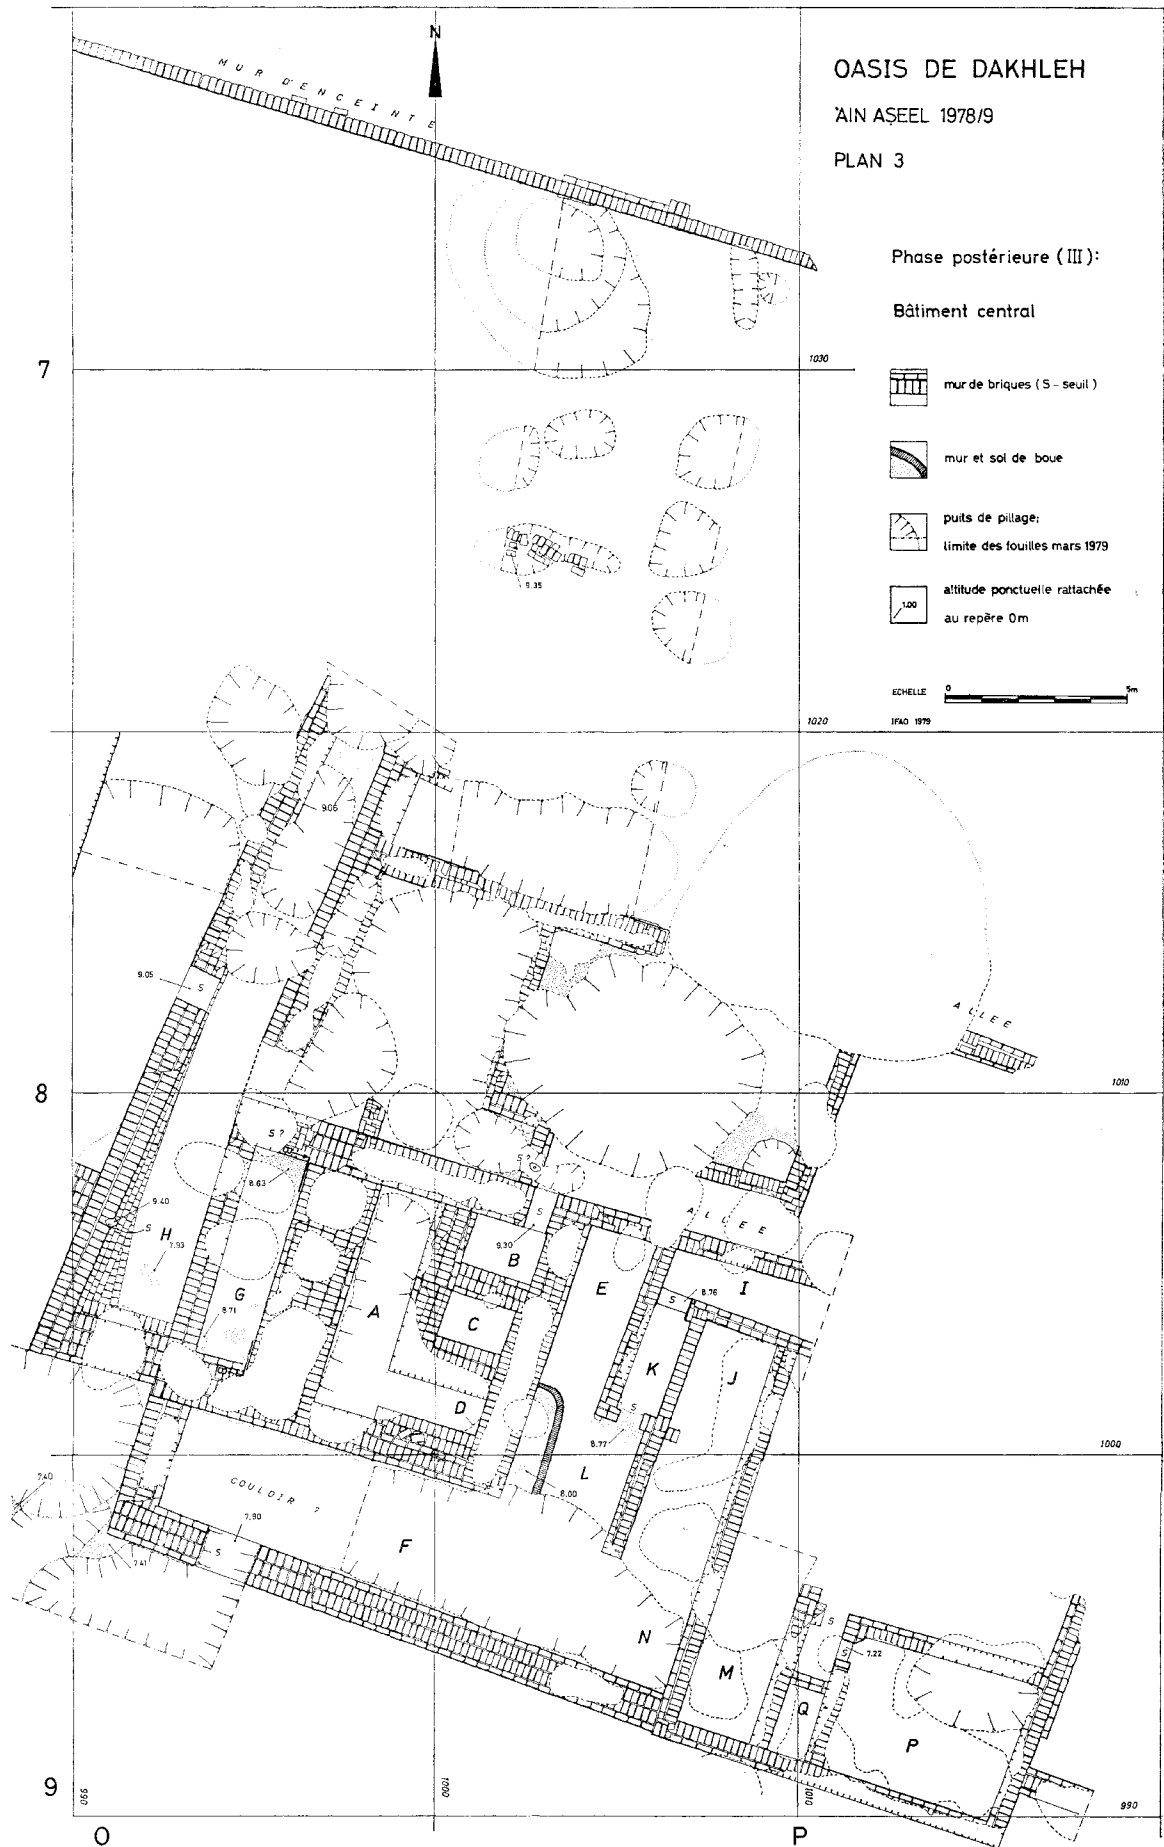 N
MUR D'ENCEINTE
OASIS DE DAKHLEH
'AIN AṢEEL 1978/9
PLAN 3
Phase postérieure (III):
Bâtiment central
7
1030
mur de briques (S - seuil)
mur et sol de boue
puits de pillage;
limite des fouilles mars 1979
9.35
1.00
altitude ponctuelle rattachée
au repère 0m
ECHELLE
0
5m
1020
IFAO 1979
9.06
9.05
S
ALLEE
8
1010
S?
S?
8.63
9.40
S
H
7.93
S
ALLEE
9.30
B
E
I
8.76
S
G
8.71
A
C
K
J
D
S
8.77
1000
L
8.00
7.40
COULOIR ?
7.90
F
S
7.41
N
S
S
7.22
M
Q
P
9
990
1000
1010
990
O
P